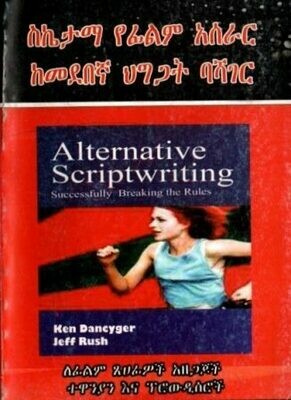 ስኬታማ የፊልም አሰራር
ከመደበኛ ህግጋት ባሻገር
Alternative
Scriptwriting
Successfully Breaking the Rules
Ken Dancyger
Jeff Rush
ለፊልም ጸሀፊዎች አዘጋጆች
ተዋንያን እና ፕሮውዲሰሮች